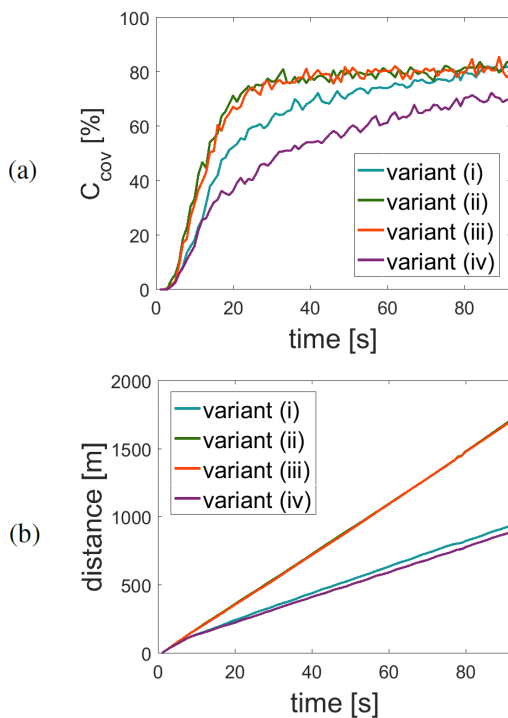 (a)
C_cov [%]
100
80
60
40
20
0
variant (i)
variant (ii)
variant (iii)
variant (iv)
0 20 40 60 80
time [s]
(b)
distance [m]
2000
1500
1000
500
0
variant (i)
variant (ii)
variant (iii)
variant (iv)
0 20 40 60 80
time [s]